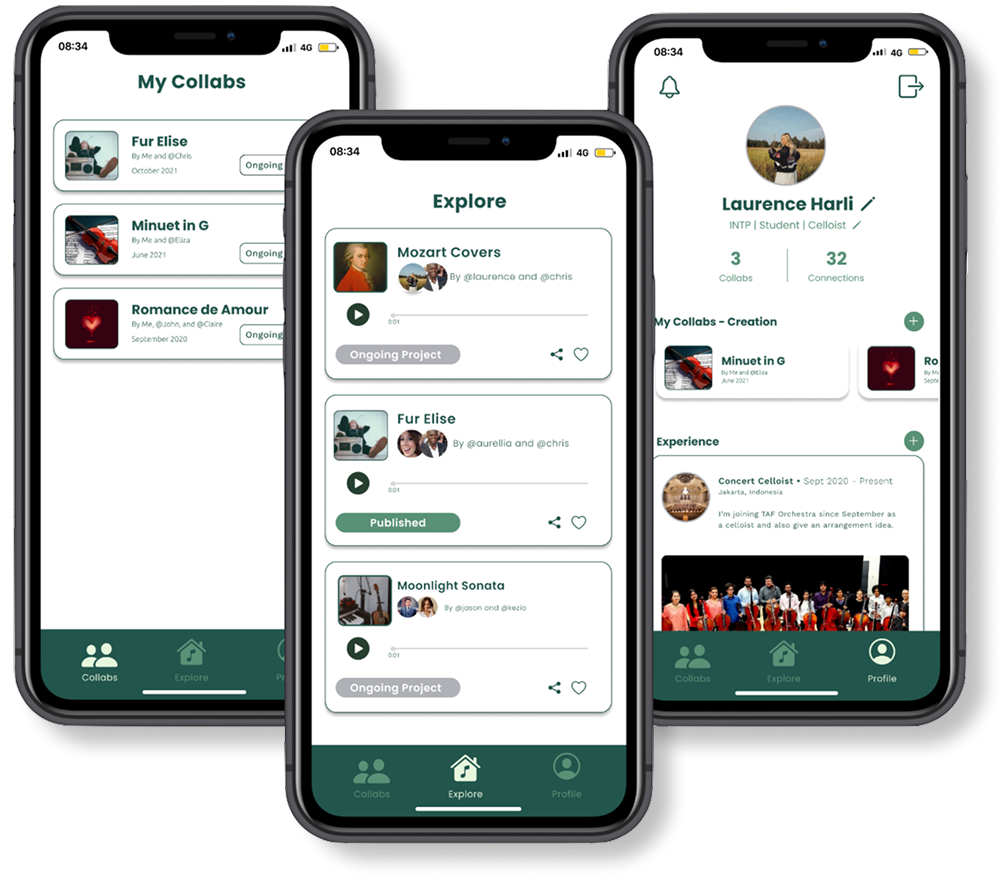 08:34
4G
My Collabs
Fur Elise
By Me and @Chris
October 2021
Ongoing
Minuet in G
By Me and @Eliza
June 2021
Ongoing
Romance de Amour
By Me, @John, and @Claire
September 2020
Ongoing
Collabs
Explore
08:34
4G
Explore
Mozart Covers
By @laurence and @chris
0:01
Ongoing Project
Fur Elise
By @aurellia and @chris
0:01
Published
Moonlight Sonata
By @jason and @kezia
0:01
Ongoing Project
Collabs
Explore
Profile
08:34
4G
Laurence Harli
INTP | Student | Celloist
3
32
Collabs
Connections
My Collabs - Creation
Minuet in G
By Me and @Eliza
June 2021
Experience
Concert Celloist • Sept 2020 - Present
Jakarta, Indonesia
I'm joining TAF Orchestra since September as
a celloist and also give an arrangement idea.
Collabs
Explore
Profile